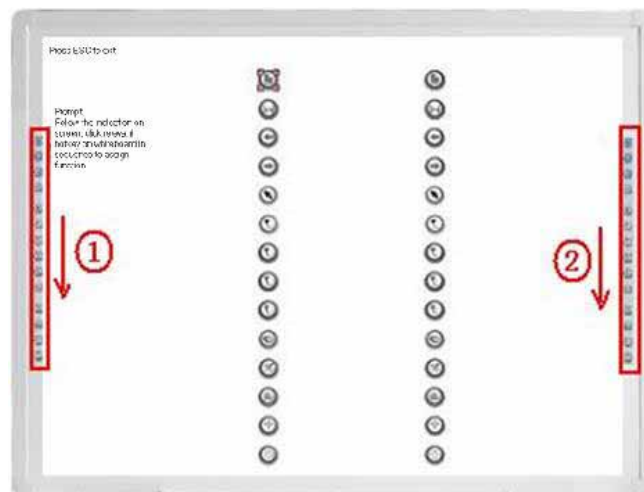 Press ESC to exit
Prompt
Follow the indication on
screen, click relevant
hotkey on whiteboard in
sequence to assign
function
1
2